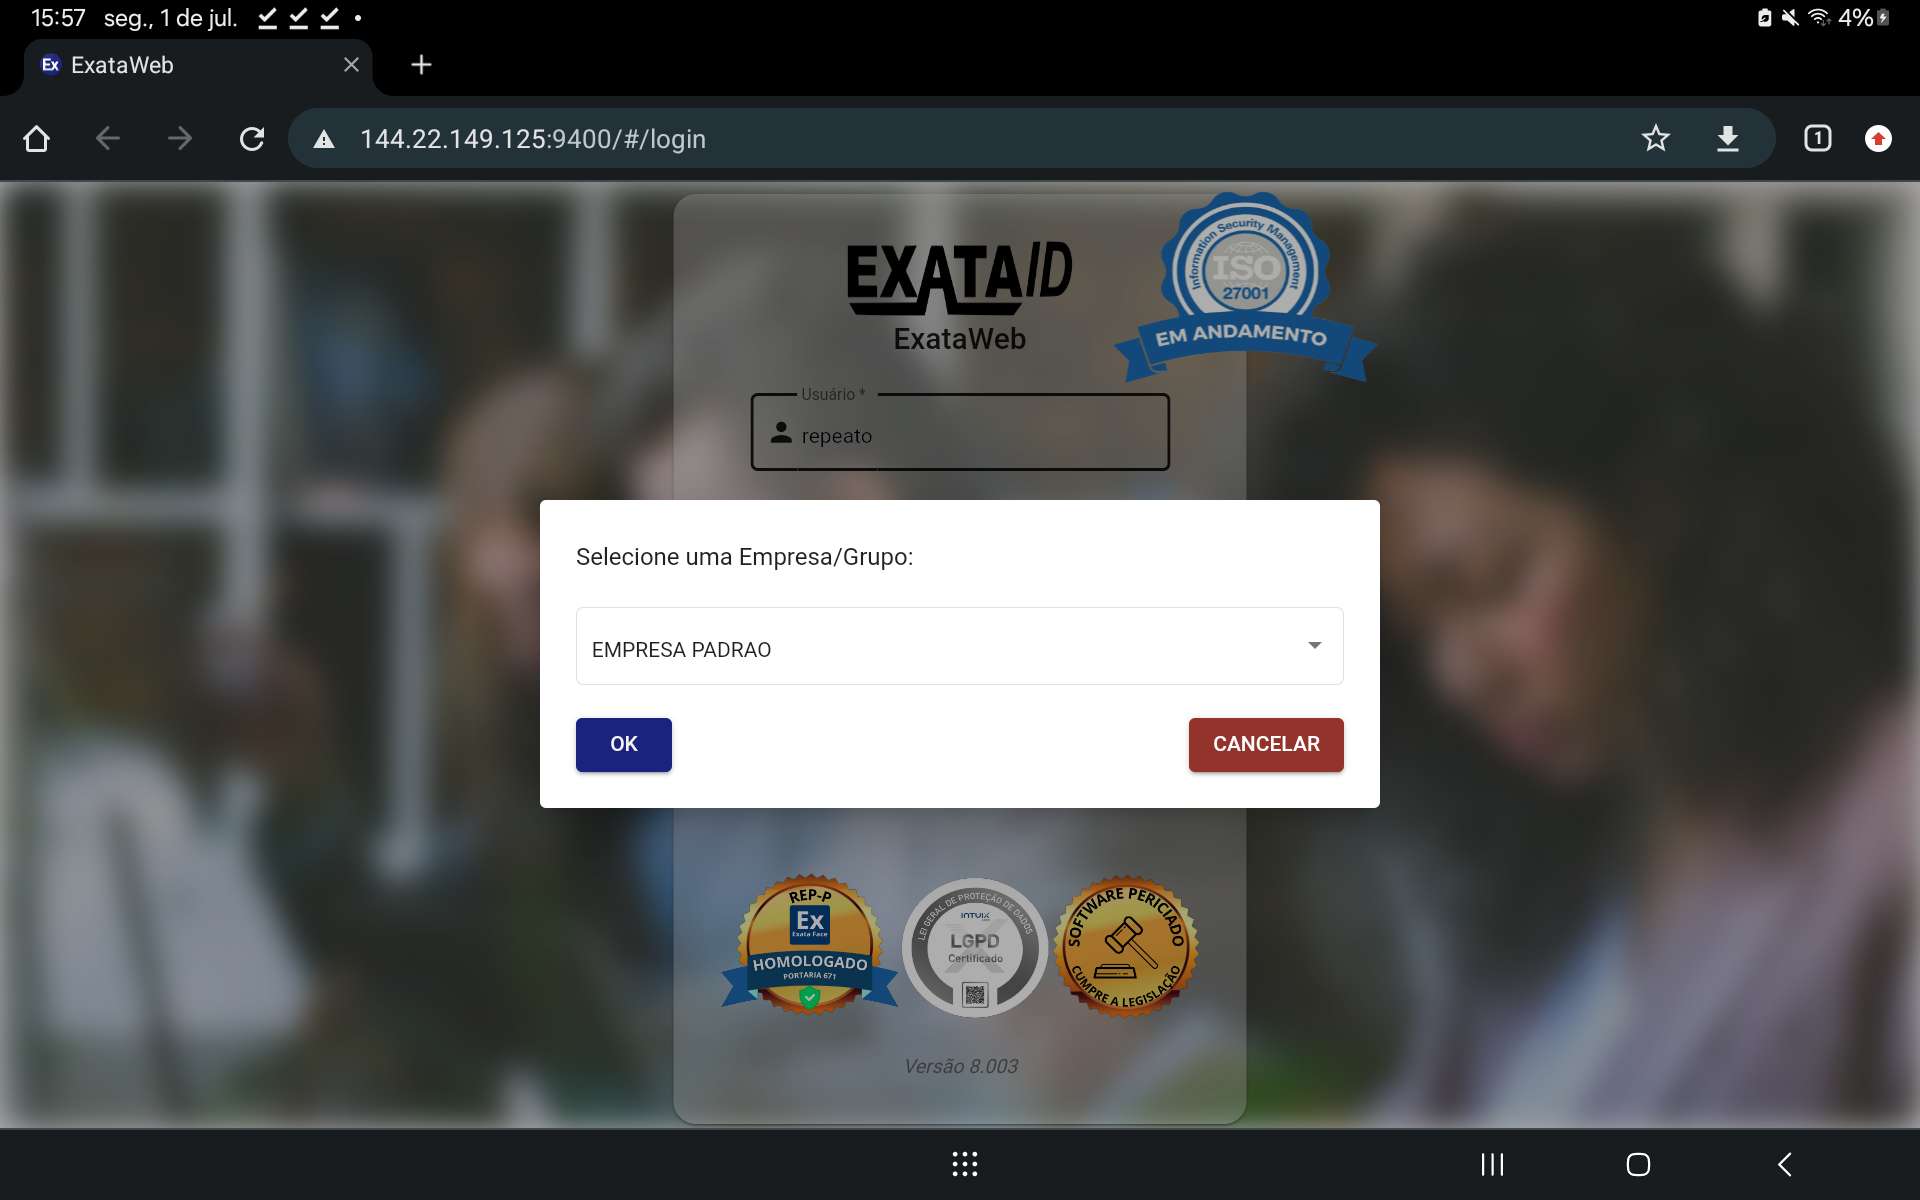 15:57 seg., 1 de jul. 4%
Ex ExataWeb
144.22.149.125:9400/#/login 1
EXATAID
ExataWeb
Information Security Management
ISO
27001
EM ANDAMENTO
Usuário *
repeato
Selecione uma Empresa/Grupo:
EMPRESA PADRAO
OK CANCELAR
REP-P
Ex
Exata Face
HOMOLOGADO
PORTARIA 671
LEI GERAL DE PROTEÇÃO DE DADOS
INTUIX
LGPD
Certificado
SOFTWARE PERICIADO
CUMPRE A LEGISLAÇÃO
Versão 8.003